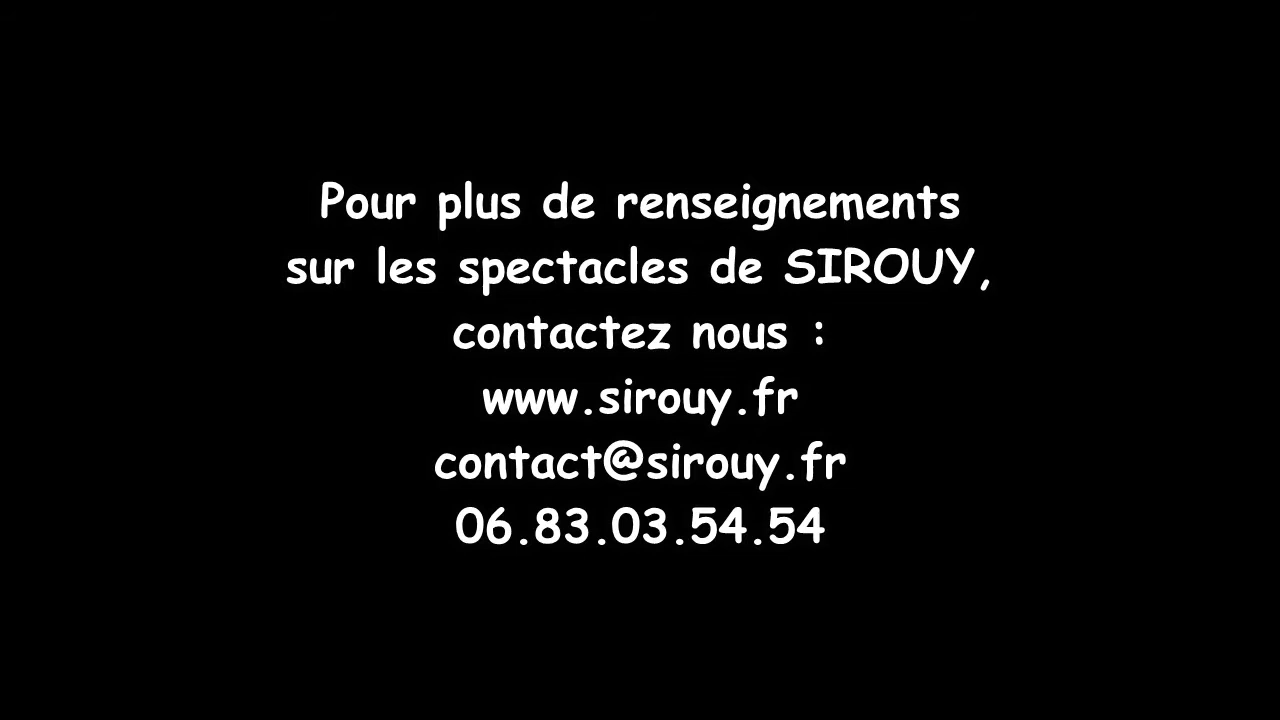 Pour plus de renseignements
sur les spectacles de SIROUY,
contactez nous :
www.sirouy.fr
contact@sirouy.fr
06.83.03.54.54